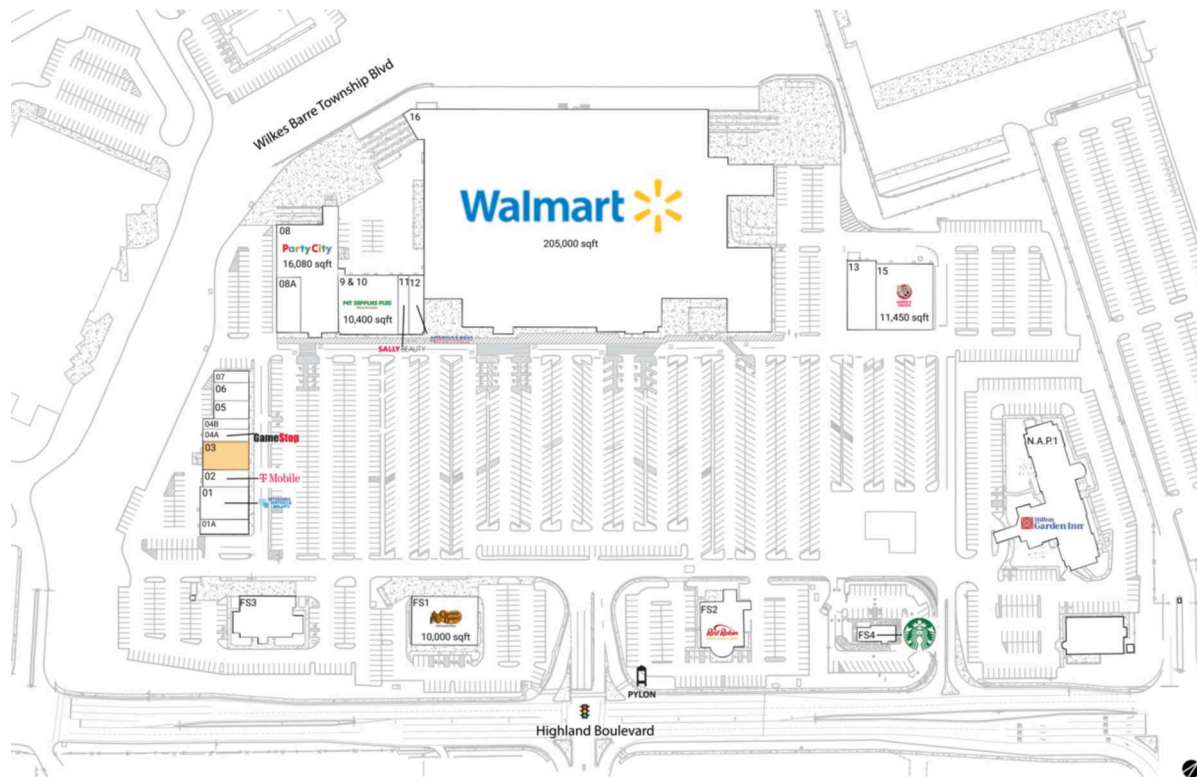 Wilkes Barre Township Blvd
16
Walmart
205,000 sqft
08
PartyCity
16,080 sqft
08A
9 & 10
PET SUPPLIES PLUS
10,400 sqft
11
12
SALLY BEAUTY
AMERICA'S BEST
13
15
11,450 sqft
07
06
05
04B
04A
GameStop
03
02
T Mobile
01
01A
N.A.P.1
Hilton
Garden Inn
FS3
FS1
10,000 sqft
FS2
Red Robin
FS4
PYLON
Highland Boulevard